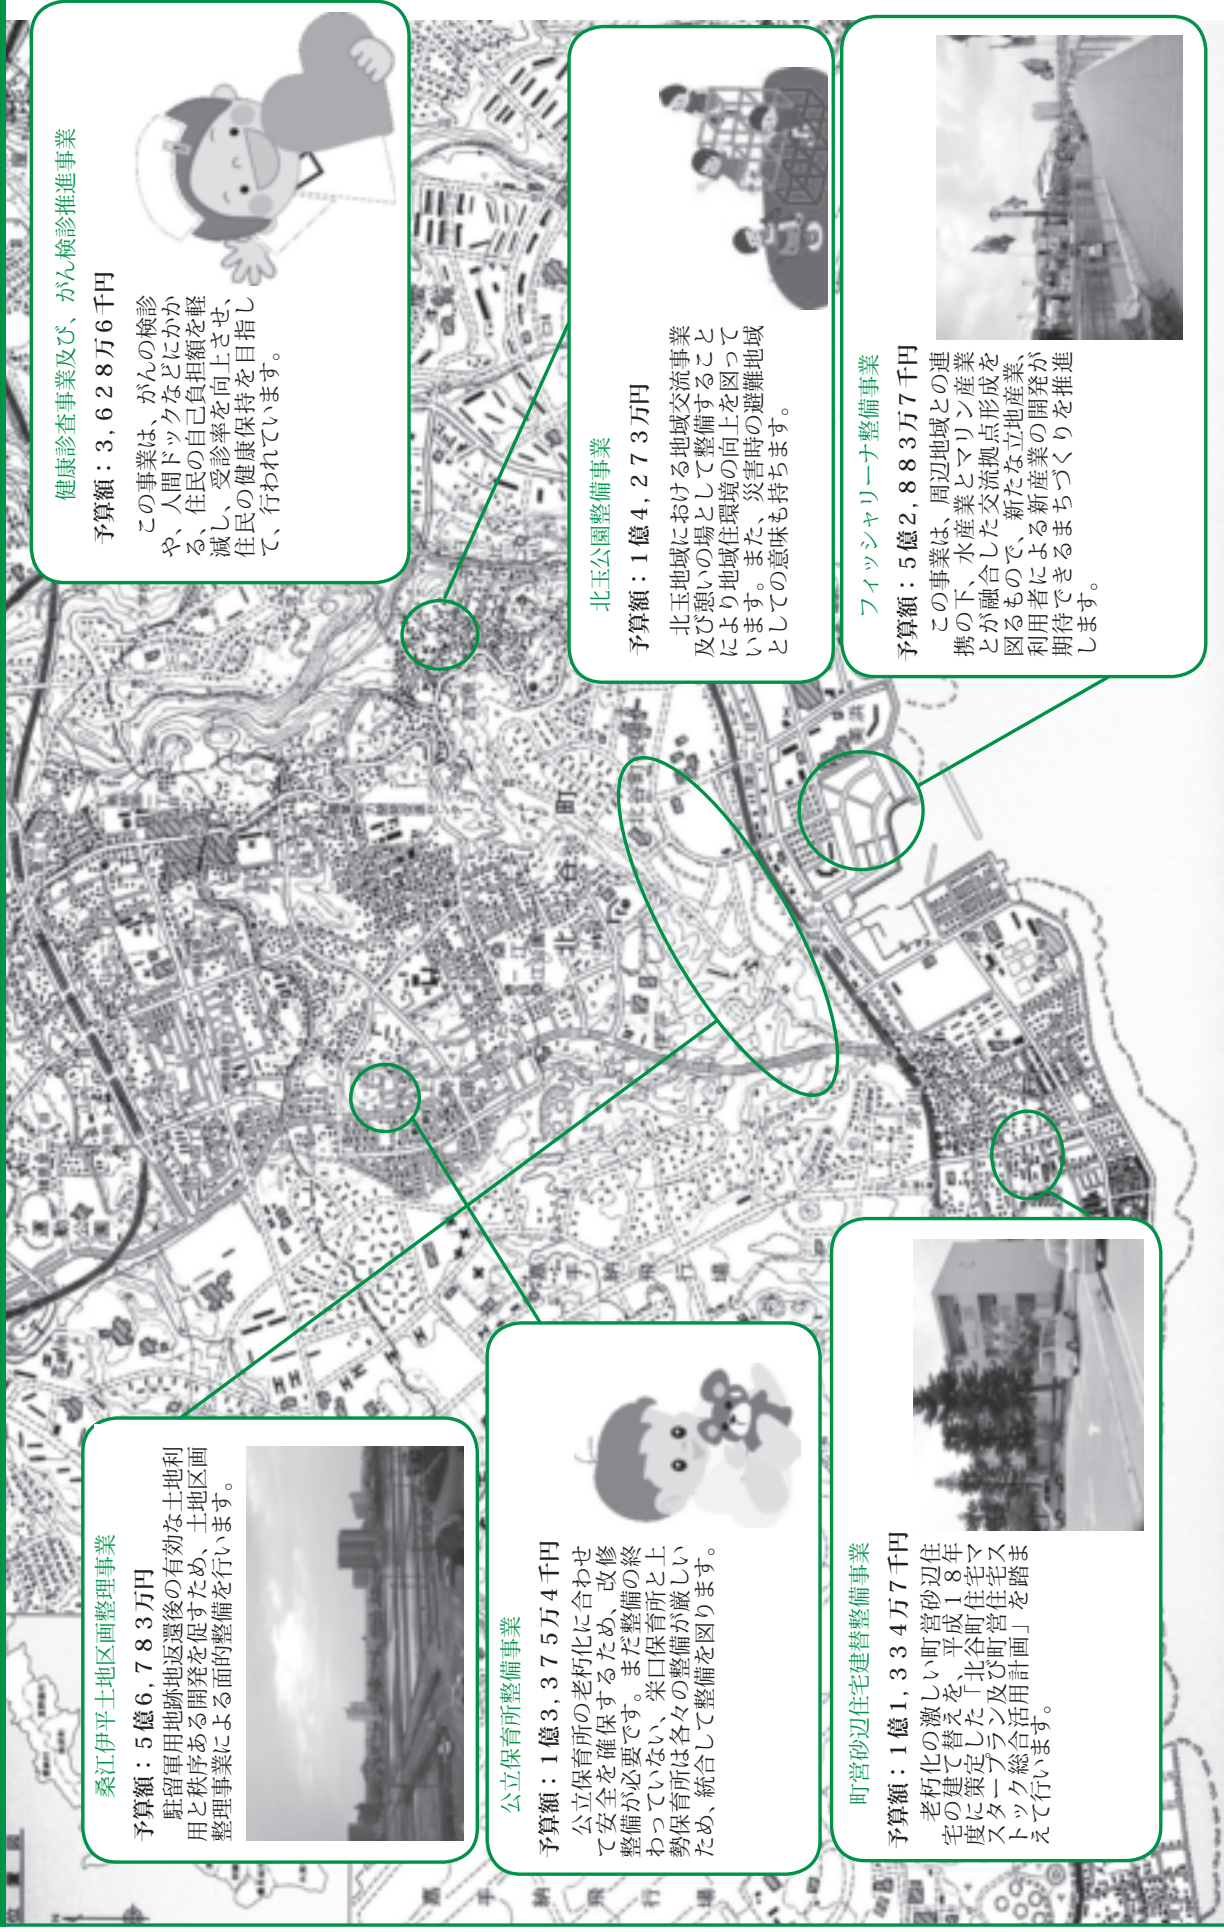 桑江伊平土地区画整理事業
予算額：５億６,７８３万円
駐留軍用地跡地返還後の有効な土地利
用と秩序ある開発を促すため、土地区画
整理事業による面的整備を行います。
公立保育所整備事業
予算額：１億３,３７５万４千円
公立保育所の老朽化に合わせ
て安全を確保するため、改修
整備が必要です。まだ整備の終
わっていない、栄口保育所と上
勢保育所は各々の整備が厳しい
ため、統合して整備を図ります。
町営砂辺住宅建替整備事業
予算額：１億１,３３４万７千円
老朽化の激しい町営砂辺住
宅の建て替えを、平成１８年
度に策定した「北谷町住宅マ
スタープラン及び町営住宅ス
トック総合活用計画」を踏ま
えて行います。
健康診査事業及び、がん検診推進事業
予算額：３,６２８万６千円
この事業は、がんの検診
や、人間ドックなどにかか
る、住民の自己負担額を軽
減し、受診率を向上させ、
住民の健康保持を目指し
て、行われています。
北玉公園整備事業
予算額：１億４,２７３万円
北玉地域における地域交流事業
及び憩いの場として整備すること
により地域住環境の向上を図って
います。また、災害時の避難地域
としての意味も持ちます。
フィッシャリーナ整備事業
予算額：５億２,８８３万７千円
この事業は、周辺地域との連
携の下、水産業とマリン産業
とが融合した交流拠点形成を
図るもので、新たな立地産業、
利用者による新産業の開発が
期待できるまちづくりを推進
します。
北谷町
嘉手納飛行場
嘉手納飛行場